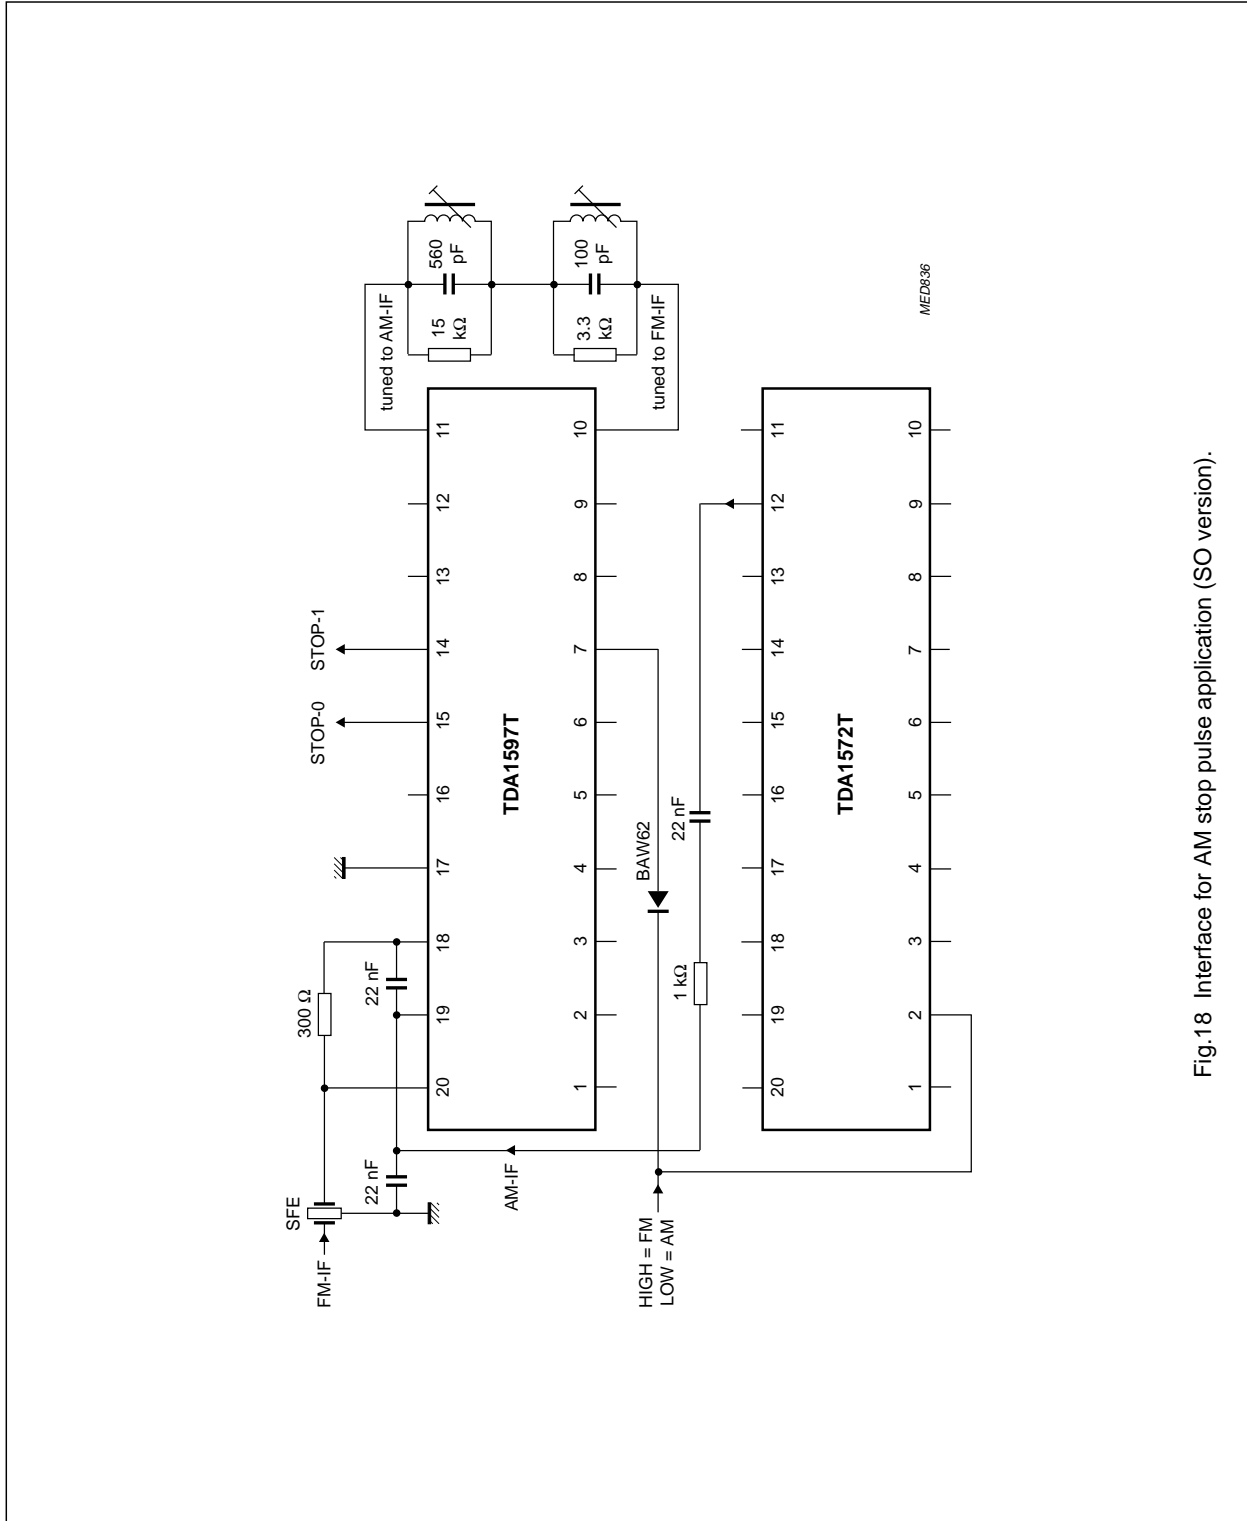 SFE
FM-IF
300 Ω
22 nF
22 nF
AM-IF
STOP-0
STOP-1
20
19
18
17
16
15
14
13
12
11
TDA1597T
1
2
3
4
5
6
7
8
9
10
tuned to AM-IF
15
kΩ
560
pF
3.3
kΩ
100
pF
tuned to FM-IF
HIGH = FM
LOW = AM
BAW62
1 kΩ
22 nF
20
19
18
17
16
15
14
13
12
11
TDA1572T
1
2
3
4
5
6
7
8
9
10
MED836
Fig.18 Interface for AM stop pulse application (SO version).